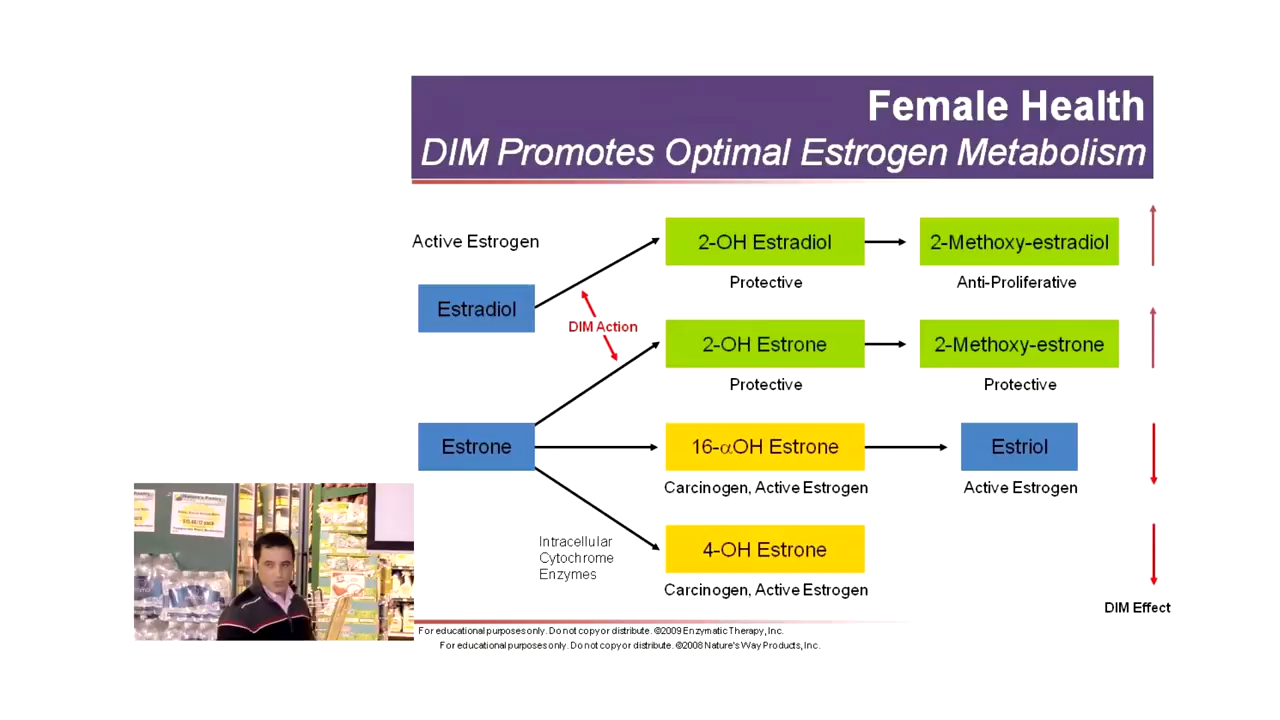 Female Health
DIM Promotes Optimal Estrogen Metabolism
Active Estrogen
Estradiol
2-OH Estradiol
2-Methoxy-estradiol
Protective
Anti-Proliferative
DIM Action
2-OH Estrone
2-Methoxy-estrone
Protective
Protective
Estrone
16-αOH Estrone
Estriol
Carcinogen, Active Estrogen
Active Estrogen
4-OH Estrone
Intracellular
Cytochrome
Enzymes
Carcinogen, Active Estrogen
DIM Effect
For educational purposes only. Do not copy or distribute. ©2009 Enzymatic Therapy, Inc.
For educational purposes only. Do not copy or distribute. ©2008 Nature's Way Products, Inc.